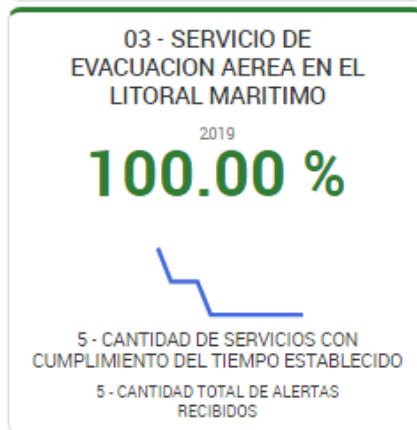 03 - SERVICIO DE
EVACUACION AEREA EN EL
LITORAL MARITIMO
2019
100.00 %
5 - CANTIDAD DE SERVICIOS CON
CUMPLIMIENTO DEL TIEMPO ESTABLECIDO
5 - CANTIDAD TOTAL DE ALERTAS
RECIBIDOS